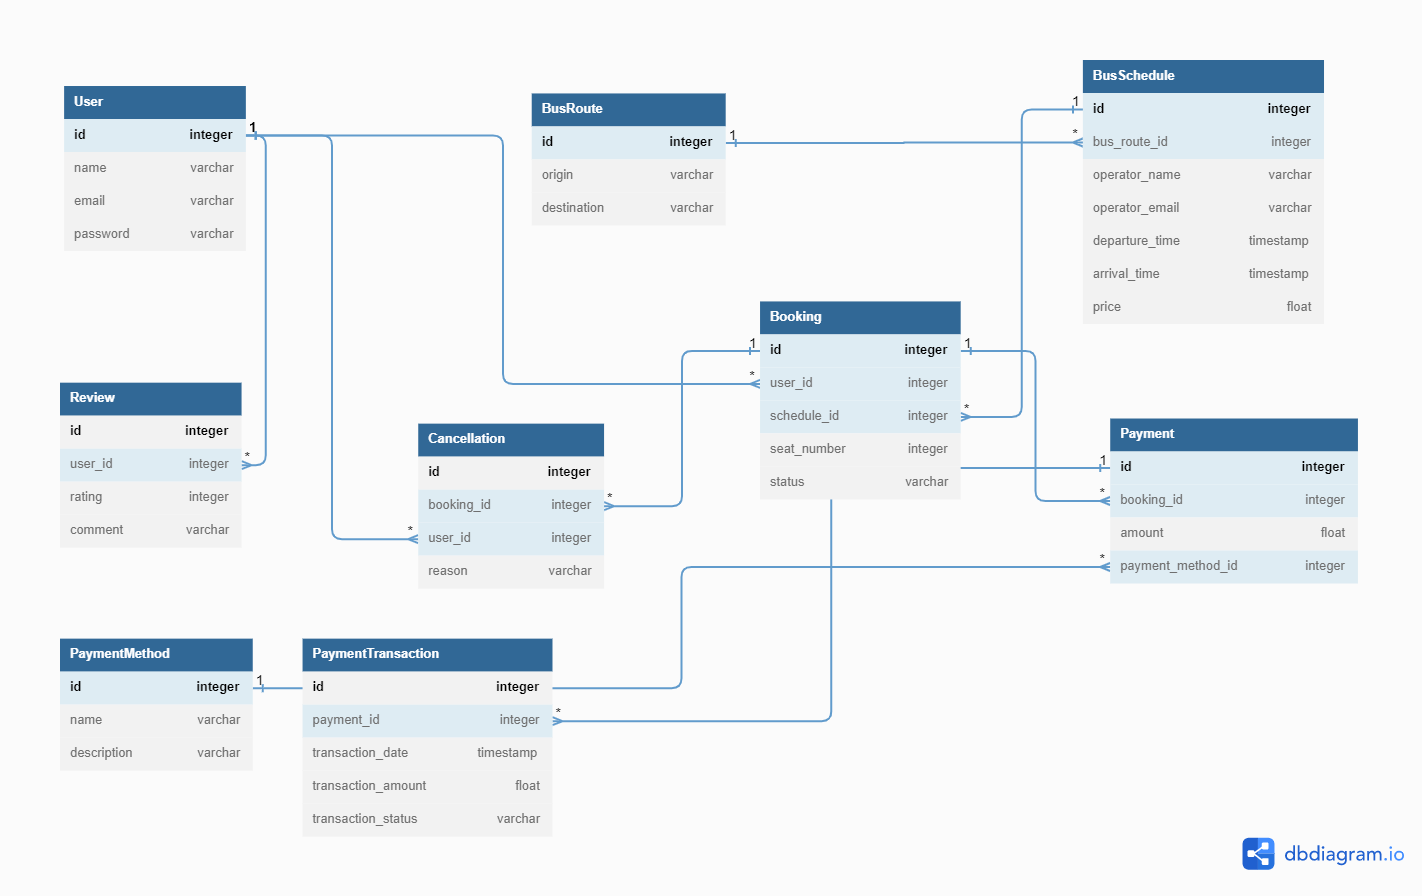 User
id integer
name varchar
email varchar
password varchar
1
BusRoute
id integer
origin varchar
destination varchar
1
BusSchedule
id integer
bus_route_id integer
operator_name varchar
operator_email varchar
departure_time timestamp
arrival_time timestamp
price float
1
*
Booking
id integer
user_id integer
schedule_id integer
seat_number integer
status varchar
1
*
1
*
Review
id integer
user_id integer
rating integer
comment varchar
*
Cancellation
id integer
booking_id integer
user_id integer
reason varchar
*
*
Payment
id integer
booking_id integer
amount float
payment_method_id integer
1
*
*
PaymentMethod
id integer
name varchar
description varchar
1
PaymentTransaction
id integer
payment_id integer
transaction_date timestamp
transaction_amount float
transaction_status varchar
*
dbdiagram.io